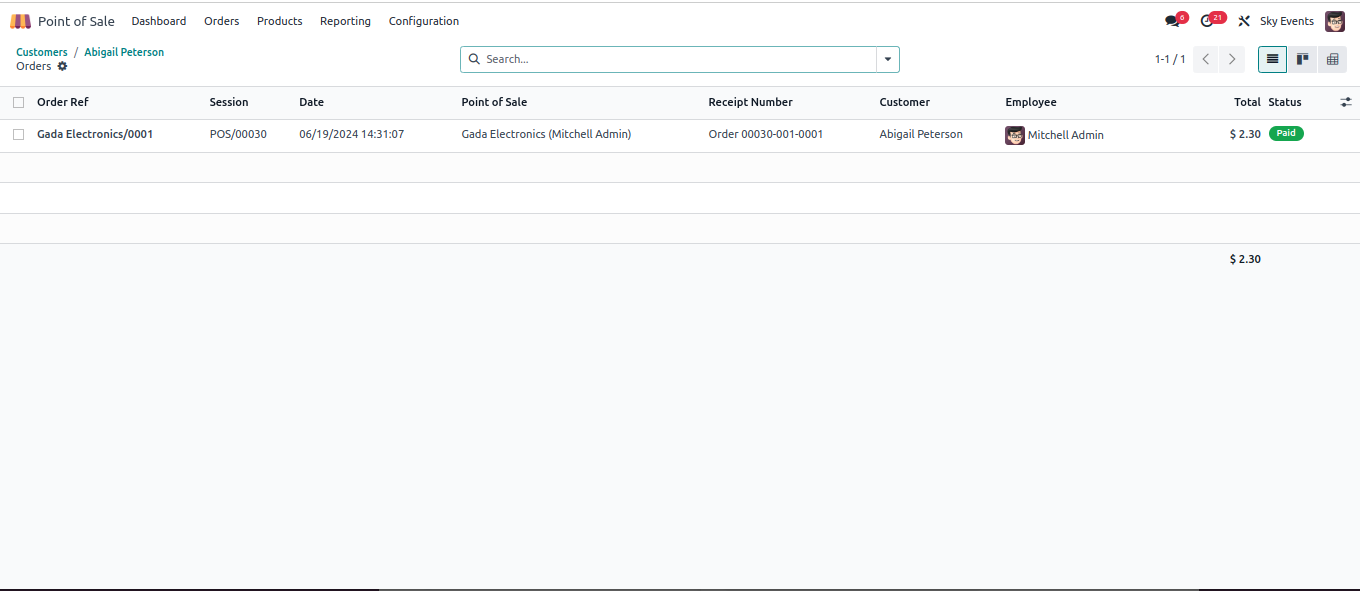 Point of Sale Dashboard Orders Products Reporting Configuration 6 21 Sky Events
Customers / Abigail Peterson
Orders
Search...
1-1 / 1
Order Ref Session Date Point of Sale Receipt Number Customer Employee Total Status
Gada Electronics/0001 POS/00030 06/19/2024 14:31:07 Gada Electronics (Mitchell Admin) Order 00030-001-0001 Abigail Peterson Mitchell Admin $ 2.30 Paid
$ 2.30